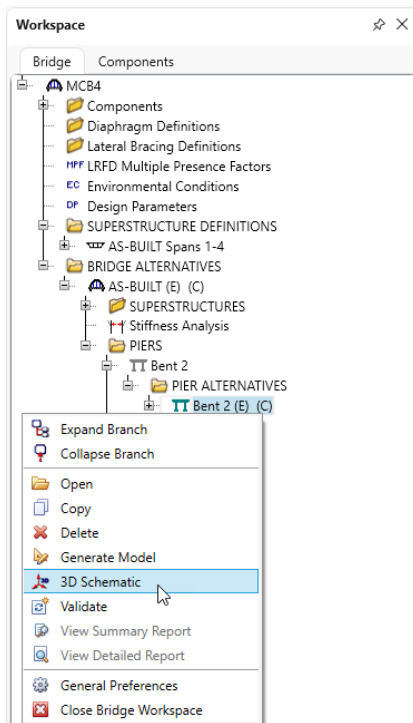 Workspace
Bridge Components
MCB4
Components
Diaphragm Definitions
Lateral Bracing Definitions
MPF LRFD Multiple Presence Factors
EC Environmental Conditions
DP Design Parameters
SUPERSTRUCTURE DEFINITIONS
AS-BUILT Spans 1-4
BRIDGE ALTERNATIVES
AS-BUILT (E) (C)
SUPERSTRUCTURES
Stiffness Analysis
PIERS
Bent 2
PIER ALTERNATIVES
Bent 2 (E) (C)
Expand Branch
Collapse Branch
Open
Copy
Delete
Generate Model
3D Schematic
Validate
View Summary Report
View Detailed Report
General Preferences
Close Bridge Workspace